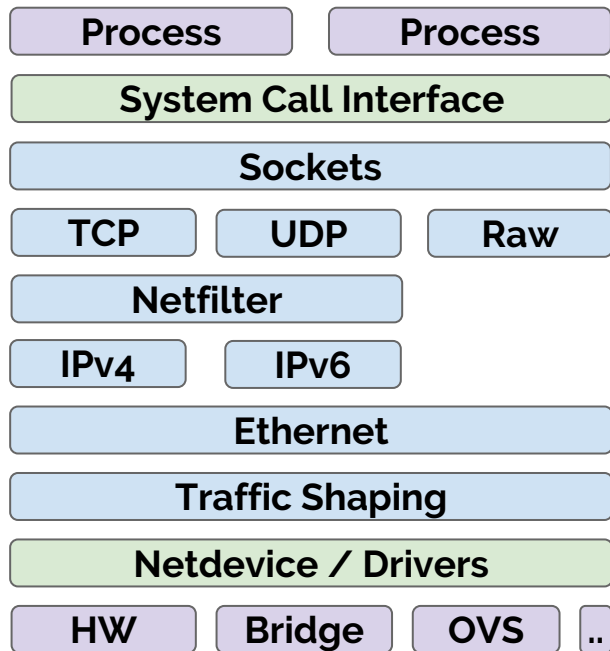 Process Process
System Call Interface
Sockets
TCP UDP Raw
Netfilter
IPv4 IPv6
Ethernet
Traffic Shaping
Netdevice / Drivers
HW Bridge OVS ..